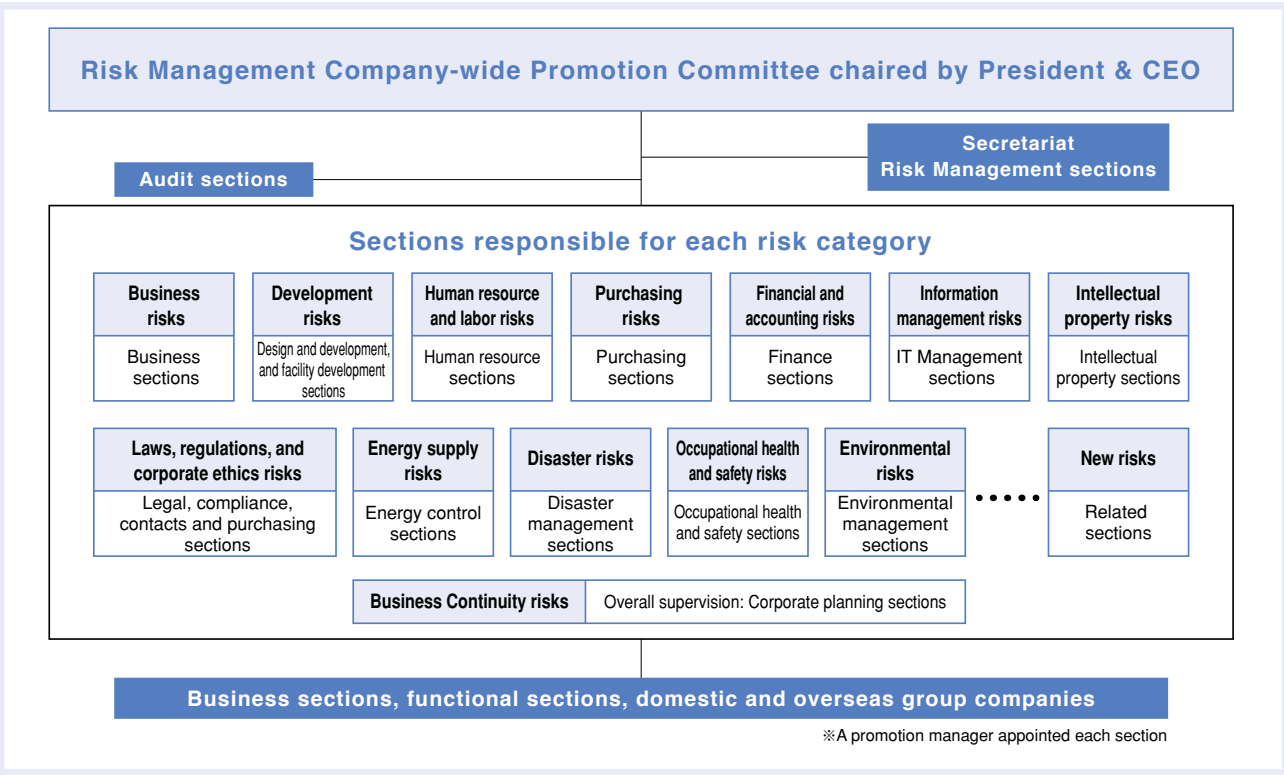 Risk Management Company-wide Promotion Committee chaired by President & CEO
Secretariat
Risk Management sections
Audit sections
Sections responsible for each risk category
Business
risks
Business
sections
Development
risks
Design and development,
and facility development
sections
Human resource
and labor risks
Human resource
sections
Purchasing
risks
Purchasing
sections
Financial and
accounting risks
Finance
sections
Information
management risks
IT Management
sections
Intellectual
property risks
Intellectual
property sections
Laws, regulations, and
corporate ethics risks
Legal, compliance,
contacts and purchasing
sections
Energy supply
risks
Energy control
sections
Disaster risks
Disaster
management
sections
Occupational health
and safety risks
Occupational health
and safety sections
Environmental
risks
Environmental
management
sections
•••••
New risks
Related
sections
Business Continuity risks
Overall supervision: Corporate planning sections
Business sections, functional sections, domestic and overseas group companies
※A promotion manager appointed each section